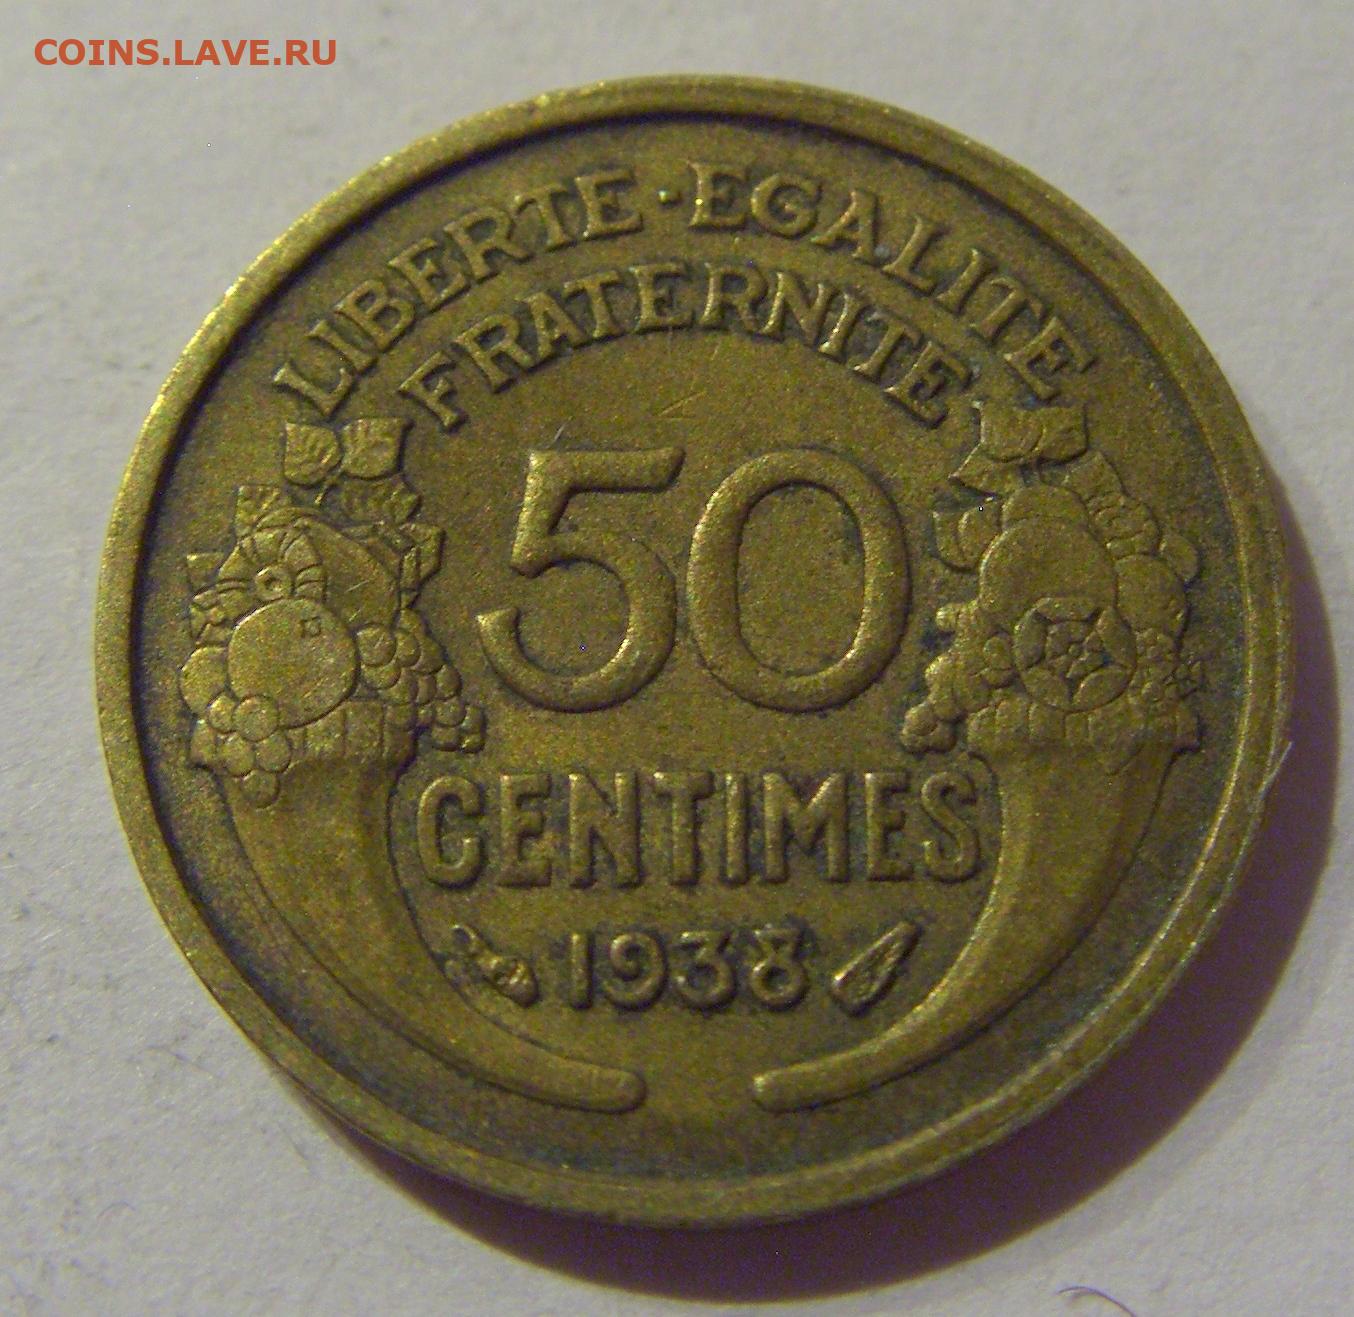 COINS.LAVE.RU
LIBERTE·EGALITE
FRATERNITE
50
CENTIMES
1938